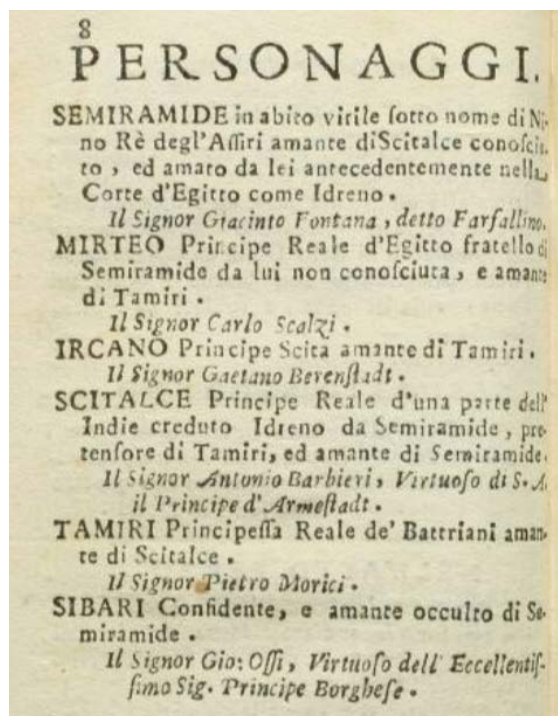 8
PERSONAGGI.
SEMIRAMIDE in abito virile ſotto nome di Ni-
no Rè degl'Aſſiri amante diScitalce conoſciu-
to, ed amato da lei antecedentemente nella
Corte d'Egitto come Idreno.
Il Signor Giacinto Fontana, detto Farfallino.
MIRTEO Principe Reale d'Egitto fratello di
Semiramide da lui non conoſciuta, e amante
di Tamiri.
Il Signor Carlo Scalzi.
IRCANO Principe Scita amante di Tamiri.
Il Signor Gaetano Berenſtadt.
SCITALCE Principe Reale d'una parte dell'
Indie creduto Idreno da Semiramide, pre-
tenſore di Tamiri, ed amante di Semiramide.
Il Signor Antonio Barbieri, Virtuoſo di S. A.
il Principe d'Armeſtadt.
TAMIRI Principeſſa Reale de' Battriani aman-
te di Scitalce.
Il Signor Pietro Morici.
SIBARI Confidente, e amante occulto di Se-
miramide.
Il Signor Gio: Oſſi, Virtuoſo dell' Eccellentiſ-
ſimo Sig. Principe Borgheſe.